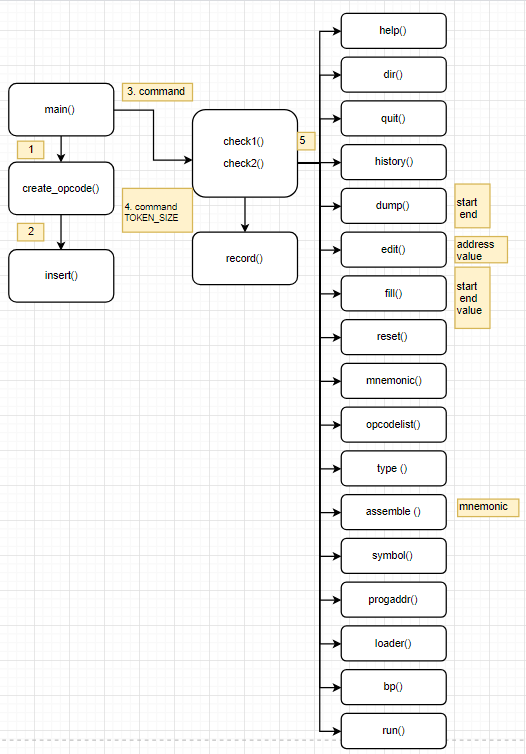 main()
1
create_opcode()
2
insert()
3. command
check1()
check2()
4. command
TOKEN_SIZE
record()
5
help()
dir()
quit()
history()
dump()
start
end
edit()
address
value
fill()
start
end
value
reset()
mnemonic()
opcodelist()
type ()
assemble ()
mnemonic
symbol()
progaddr()
loader()
bp()
run()